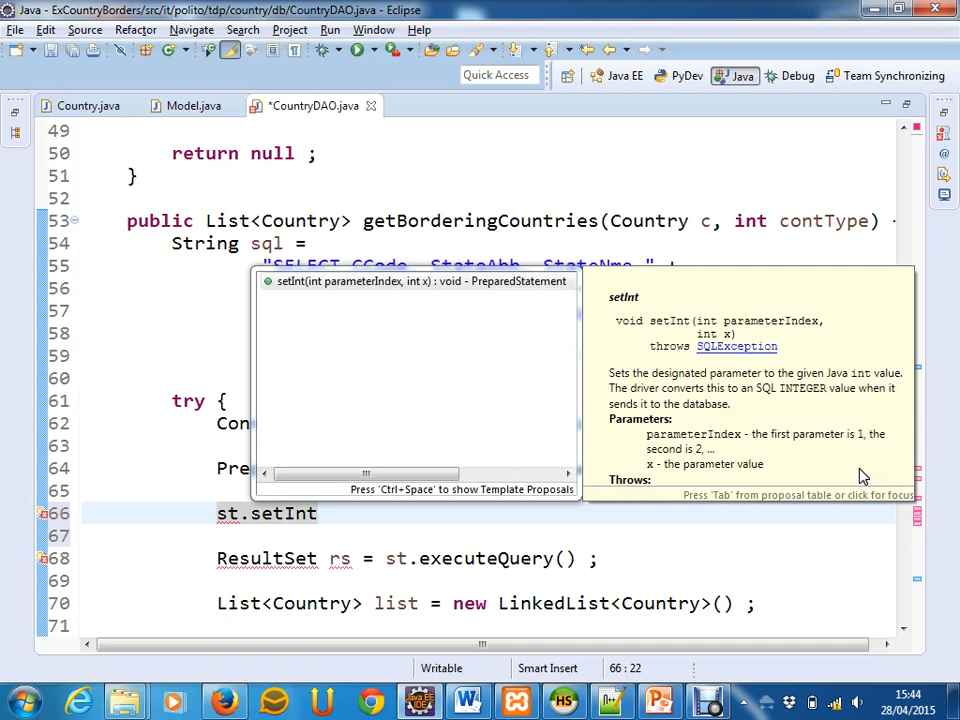 Java - ExCountryBorders/src/it/polito/tdp/country/db/CountryDAO.java - Eclipse
File Edit Source Refactor Navigate Search Project Run Window Help
Quick Access
Java EE PyDev Java Debug Team Synchronizing
Country.java Model.java *CountryDAO.java
49
50 return null ;
51 }
52
53 public List<Country> getBorderingCountries(Country c, int contType)
54 String sql =
55 "SELECT CCode, StateAbb, StateNme " +
56
57
58
59
60
61 try {
62 Con
63
64 Pre
65
66 st.setInt
67
68 ResultSet rs = st.executeQuery() ;
69
70 List<Country> list = new LinkedList<Country>() ;
71
setInt(int parameterIndex, int x) : void - PreparedStatement
Press 'Ctrl+Space' to show Template Proposals
setInt
void setInt(int parameterIndex,
int x)
throws SQLException
Sets the designated parameter to the given Java int value.
The driver converts this to an SQL INTEGER value when it
sends it to the database.
Parameters:
parameterIndex - the first parameter is 1, the
second is 2, ...
x - the parameter value
Throws:
Press 'Tab' from proposal table or click for focus
Writable Smart Insert 66 : 22
15:44
28/04/2015